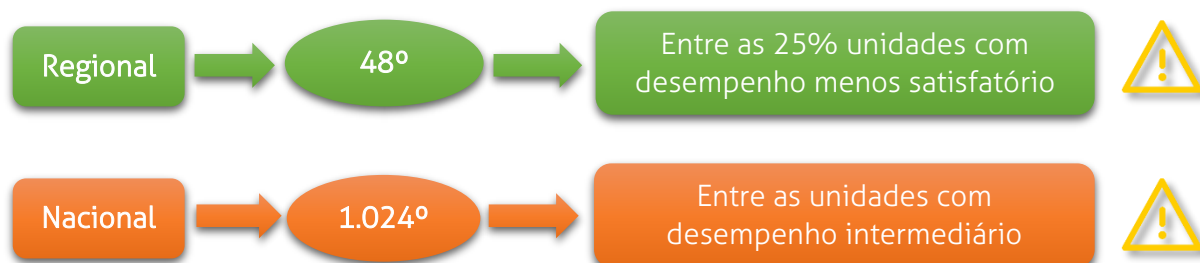 Regional
48º
Entre as 25% unidades com
desempenho menos satisfatório
Nacional
1.024º
Entre as unidades com
desempenho intermediário